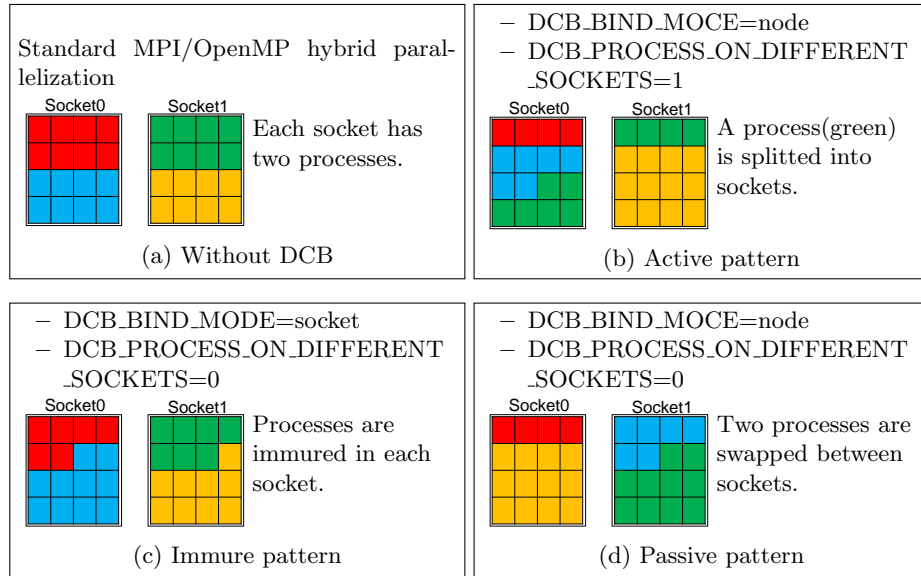 Standard MPI/OpenMP hybrid paral-
lelization
Socket0 Socket1
Each socket has
two processes.
(a) Without DCB
– DCB_BIND_MOCE=node
– DCB_PROCESS_ON_DIFFERENT
_SOCKETS=1
Socket0 Socket1
A process(green)
is splitted into
sockets.
(b) Active pattern
– DCB_BIND_MODE=socket
– DCB_PROCESS_ON_DIFFERENT
_SOCKETS=0
Socket0 Socket1
Processes are
immured in each
socket.
(c) Immure pattern
– DCB_BIND_MOCE=node
– DCB_PROCESS_ON_DIFFERENT
_SOCKETS=0
Socket0 Socket1
Two processes are
swapped between
sockets.
(d) Passive pattern